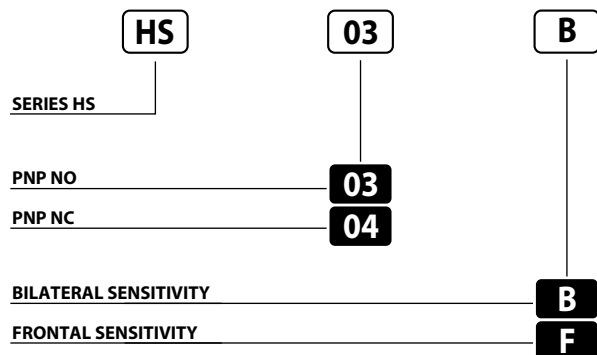 HS 03 B
SERIES HS
PNP NO 03
PNP NC 04
BILATERAL SENSITIVITY B
FRONTAL SENSITIVITY F